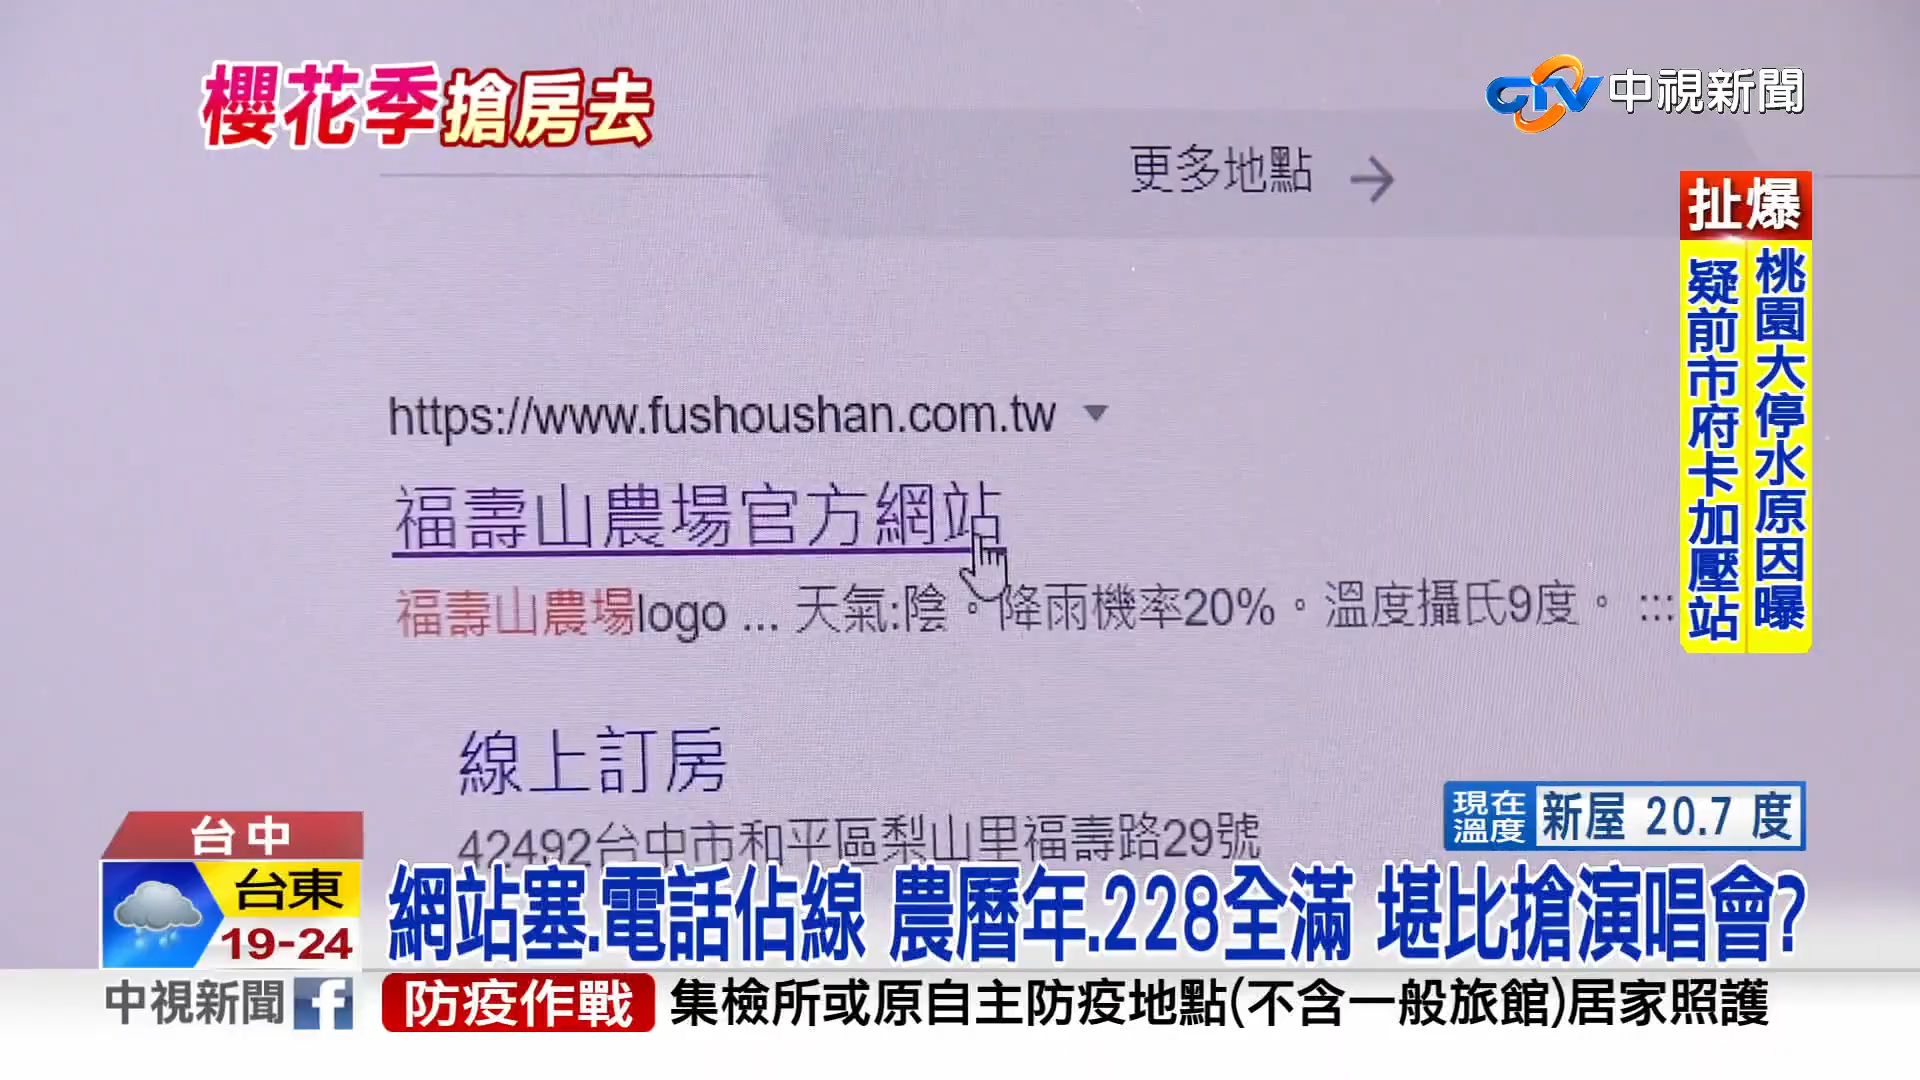 櫻花季搶房去
CTV中視新聞
更多地點 →
扯爆
桃園大停水原因曝
疑前市府卡加壓站
https://www.fushoushan.com.tw
福壽山農場官方網站
福壽山農場logo ... 天氣:陰。降雨機率20%。溫度攝氏9度。 :::
線上訂房
42492台中市和平區梨山里福壽路29號
現在溫度 新屋 20.7 度
台中
台東
19-24
網站塞.電話佔線 農曆年.228全滿 堪比搶演唱會?
中視新聞 f
防疫作戰 集檢所或原自主防疫地點(不含一般旅館)居家照護